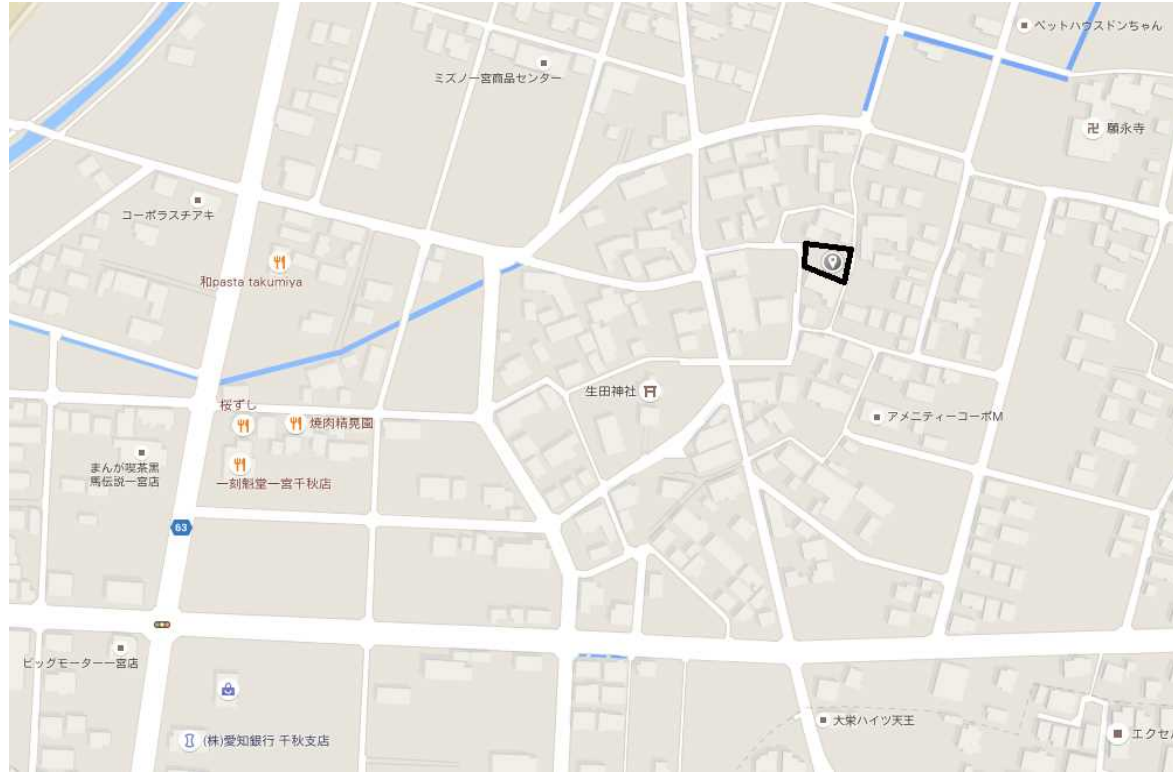 ペットハウスドンちゃん
ミズノ一宮商品センター
願永寺
コーポラスチアキ
和pasta takumiya
生田神社
桜ずし
焼肉精晃園
アメニティーコーポM
まんが喫茶黒
馬伝説一宮店
一刻魁堂一宮千秋店
63
ビッグモーター一宮店
大栄ハイツ天王
(株)愛知銀行 千秋支店
エクセル